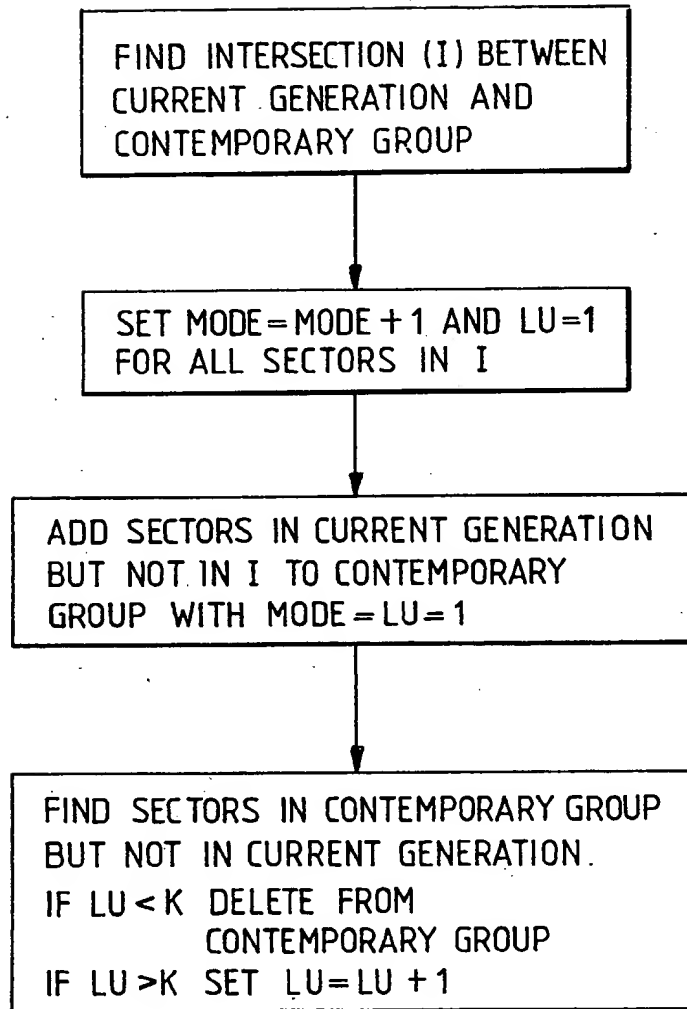 FIND INTERSECTION (I) BETWEEN
CURRENT GENERATION AND
CONTEMPORARY GROUP
SET MODE=MODE+1 AND LU=1
FOR ALL SECTORS IN I
ADD SECTORS IN CURRENT GENERATION
BUT NOT IN I TO CONTEMPORARY
GROUP WITH MODE=LU=1
FIND SECTORS IN CONTEMPORARY GROUP
BUT NOT IN CURRENT GENERATION.
IF LU<K DELETE FROM
CONTEMPORARY GROUP
IF LU>K SET LU=LU+1